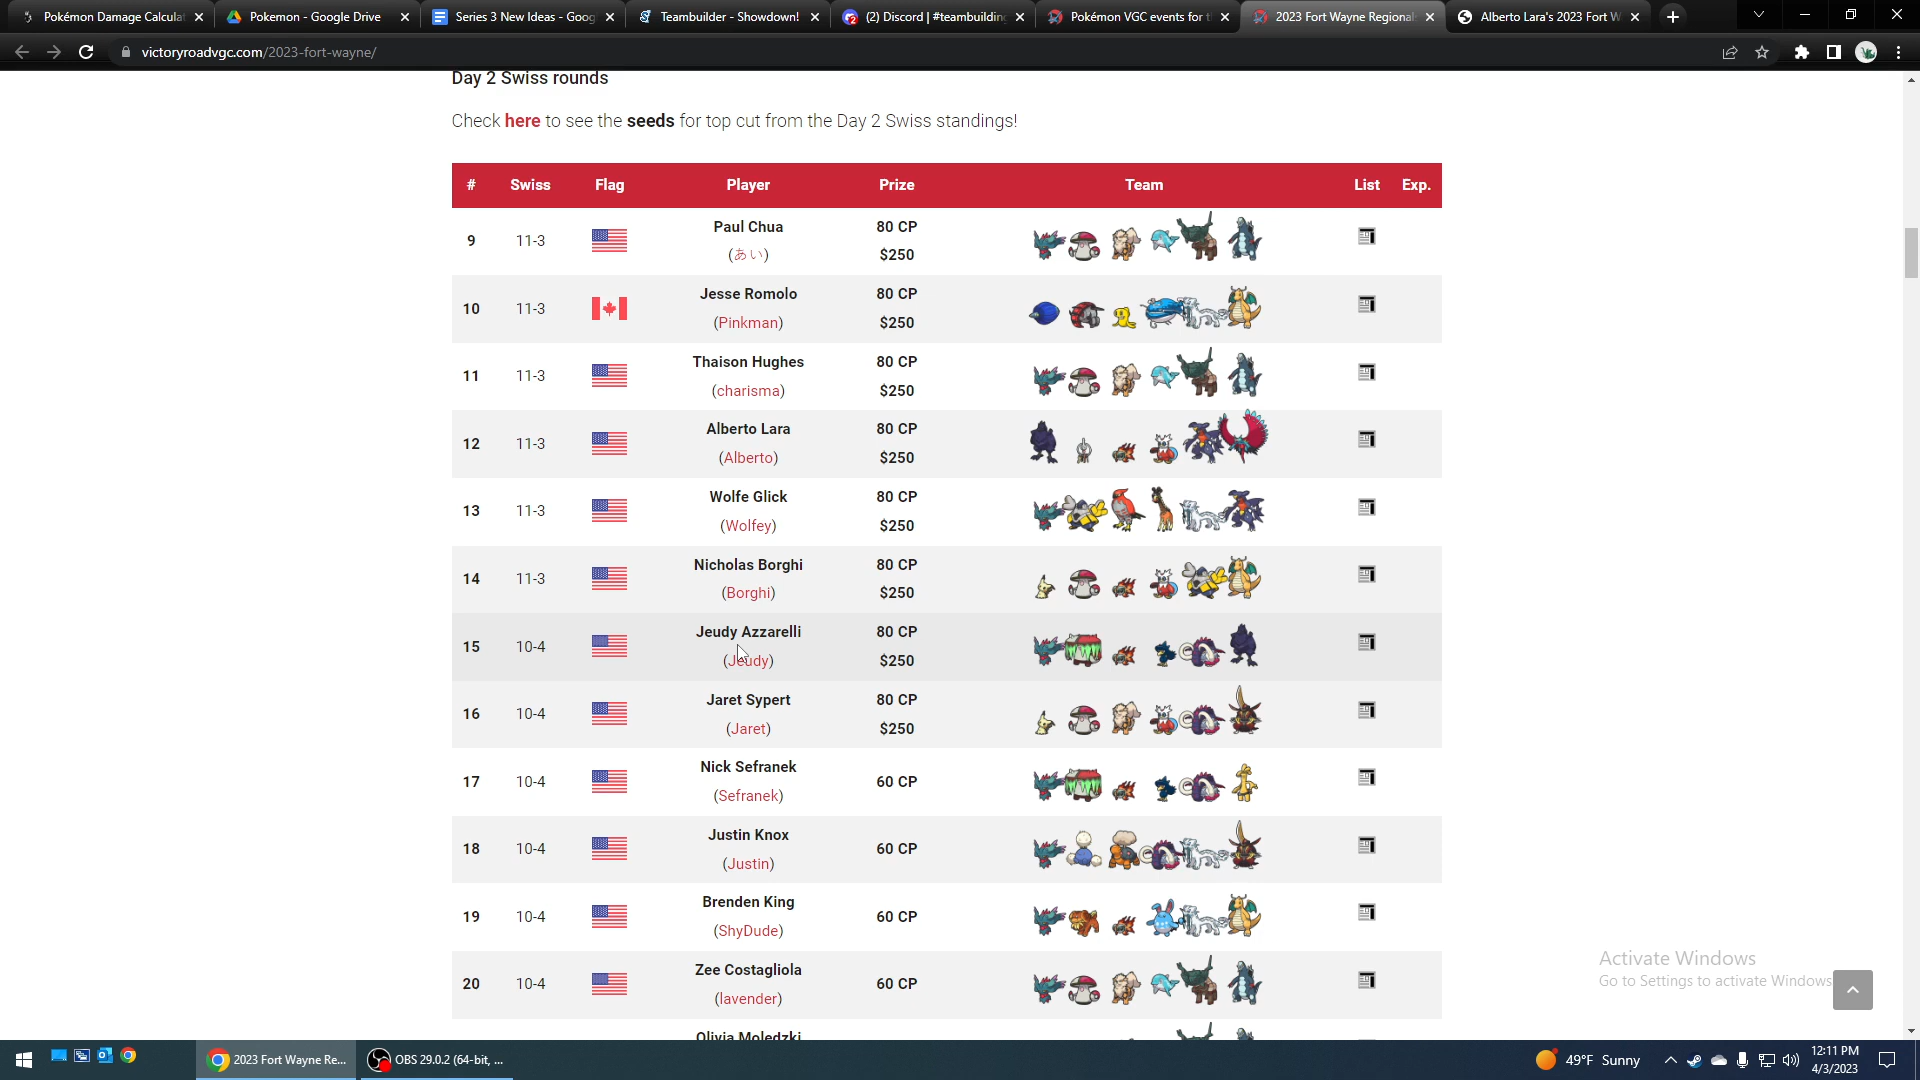 Pokémon Damage Calculat
Pokemon - Google Drive
Series 3 New Ideas - Goog
Teambuilder - Showdown!
(2) Discord | #teambuilding
Pokémon VGC events for t
2023 Fort Wayne Regional
Alberto Lara's 2023 Fort W
victoryroadvgc.com/2023-fort-wayne/
Day 2 Swiss rounds
Check here to see the seeds for top cut from the Day 2 Swiss standings!
# Swiss Flag Player Prize Team List Exp.
9 11-3 Paul Chua (あい) 80 CP $250
10 11-3 Jesse Romolo (Pinkman) 80 CP $250
11 11-3 Thaison Hughes (charisma) 80 CP $250
12 11-3 Alberto Lara (Alberto) 80 CP $250
13 11-3 Wolfe Glick (Wolfey) 80 CP $250
14 11-3 Nicholas Borghi (Borghi) 80 CP $250
15 10-4 Jeudy Azzarelli (Jeudy) 80 CP $250
16 10-4 Jaret Sypert (Jaret) 80 CP $250
17 10-4 Nick Sefranek (Sefranek) 60 CP
18 10-4 Justin Knox (Justin) 60 CP
19 10-4 Brenden King (ShyDude) 60 CP
20 10-4 Zee Costagliola (lavender) 60 CP
Olivia Moledzki
Activate Windows
Go to Settings to activate Windows
2023 Fort Wayne Re...
OBS 29.0.2 (64-bit, ...
49°F Sunny
12:11 PM
4/3/2023